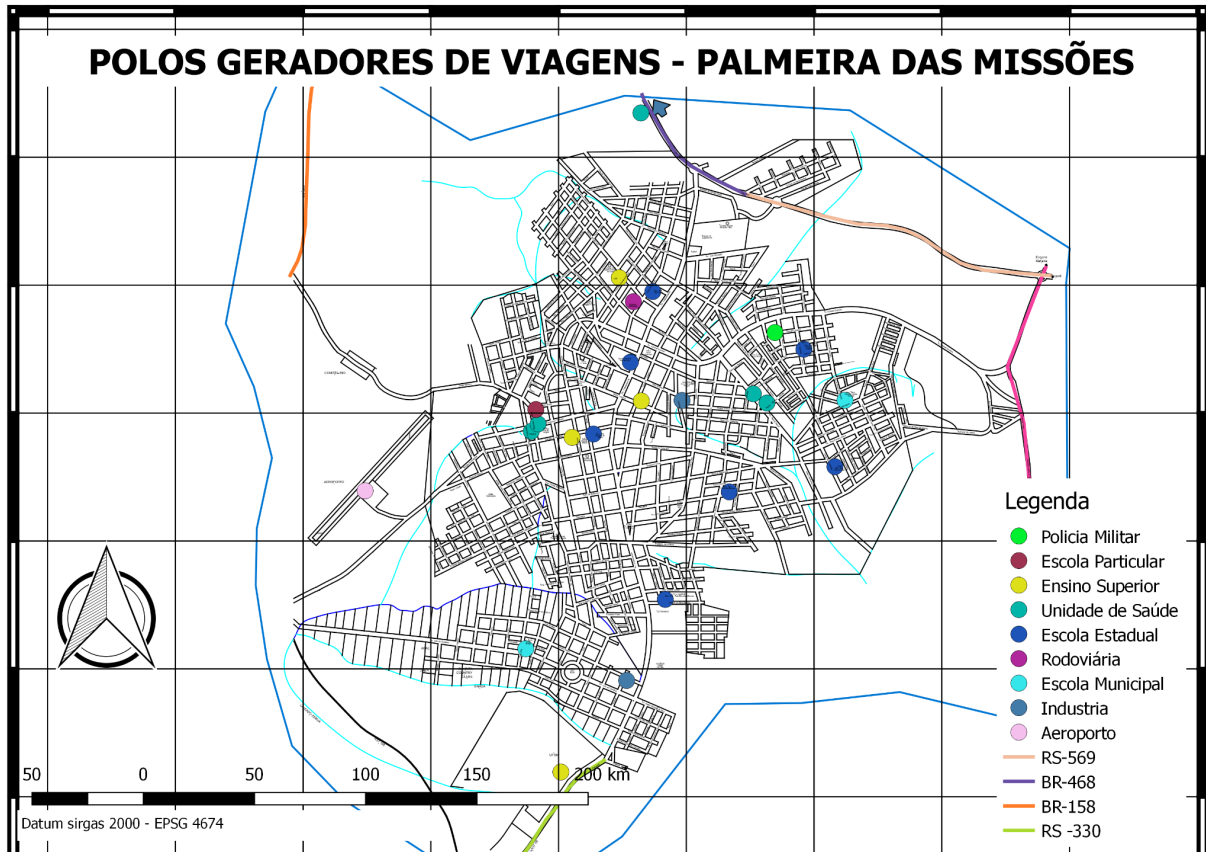 POLOS GERADORES DE VIAGENS - PALMEIRA DAS MISSÕES
Legenda
Policia Militar
Escola Particular
Ensino Superior
Unidade de Saúde
Escola Estadual
Rodoviária
Escola Municipal
Industria
Aeroporto
RS-569
BR-468
BR-158
RS -330
50 0 50 100 150 200 km
Datum sirgas 2000 - EPSG 4674